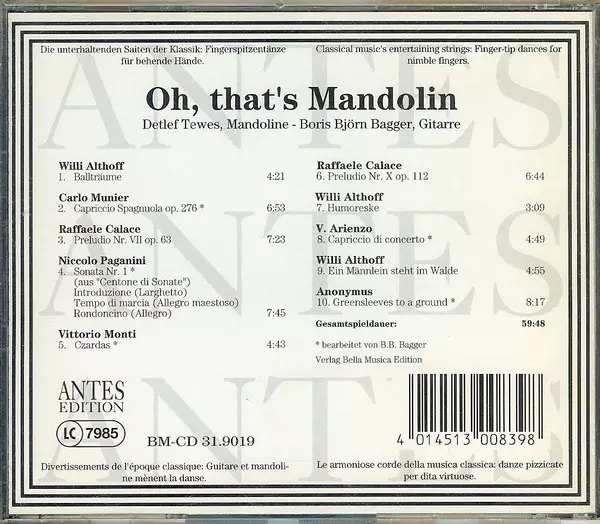 Die unterhaltenden Saiten der Klassik: Fingerspitzentänze
für behende Hände.
Classical music's entertaining strings: Finger-tip dances for
nimble fingers.
ANTES
Oh, that's Mandolin
Detlef Tewes, Mandoline - Boris Björn Bagger, Gitarre
ANTES
Willi Althoff
1. Ballträume 4:21
Carlo Munier
2. Capriccio Spagnuola op. 276 * 6:53
Raffaele Calace
3. Preludio Nr. VII op. 63 7:23
Niccolo Paganini
4. Sonata Nr. 1 *
(aus "Centone di Sonate")
Introduzione (Larghetto)
Tempo di marcia (Allegro maestoso)
Rondoncino (Allegro) 7:45
Vittorio Monti
5. Czardas * 4:43
Raffaele Calace
6. Preludio Nr. X op. 112 6:44
Willi Althoff
7. Humoreske 3:09
V. Arienzo
8. Capriccio di concerto * 4:49
Willi Althoff
9. Ein Männlein steht im Walde 4:55
Anonymus
10. Greensleeves to a ground * 8:17
Gesamtspieldauer: 59:48
* bearbeitet von B.B. Bagger
Verlag Bella Musica Edition
ANTES
ANTES
EDITION
LC 7985
BM-CD 31.9019
4 014513 008398
Divertissements de l'époque classique: Guitare et mandoli-
ne mènent la danse.
Le armoniose corde della musica classica: danze pizzicate
per dita virtuose.